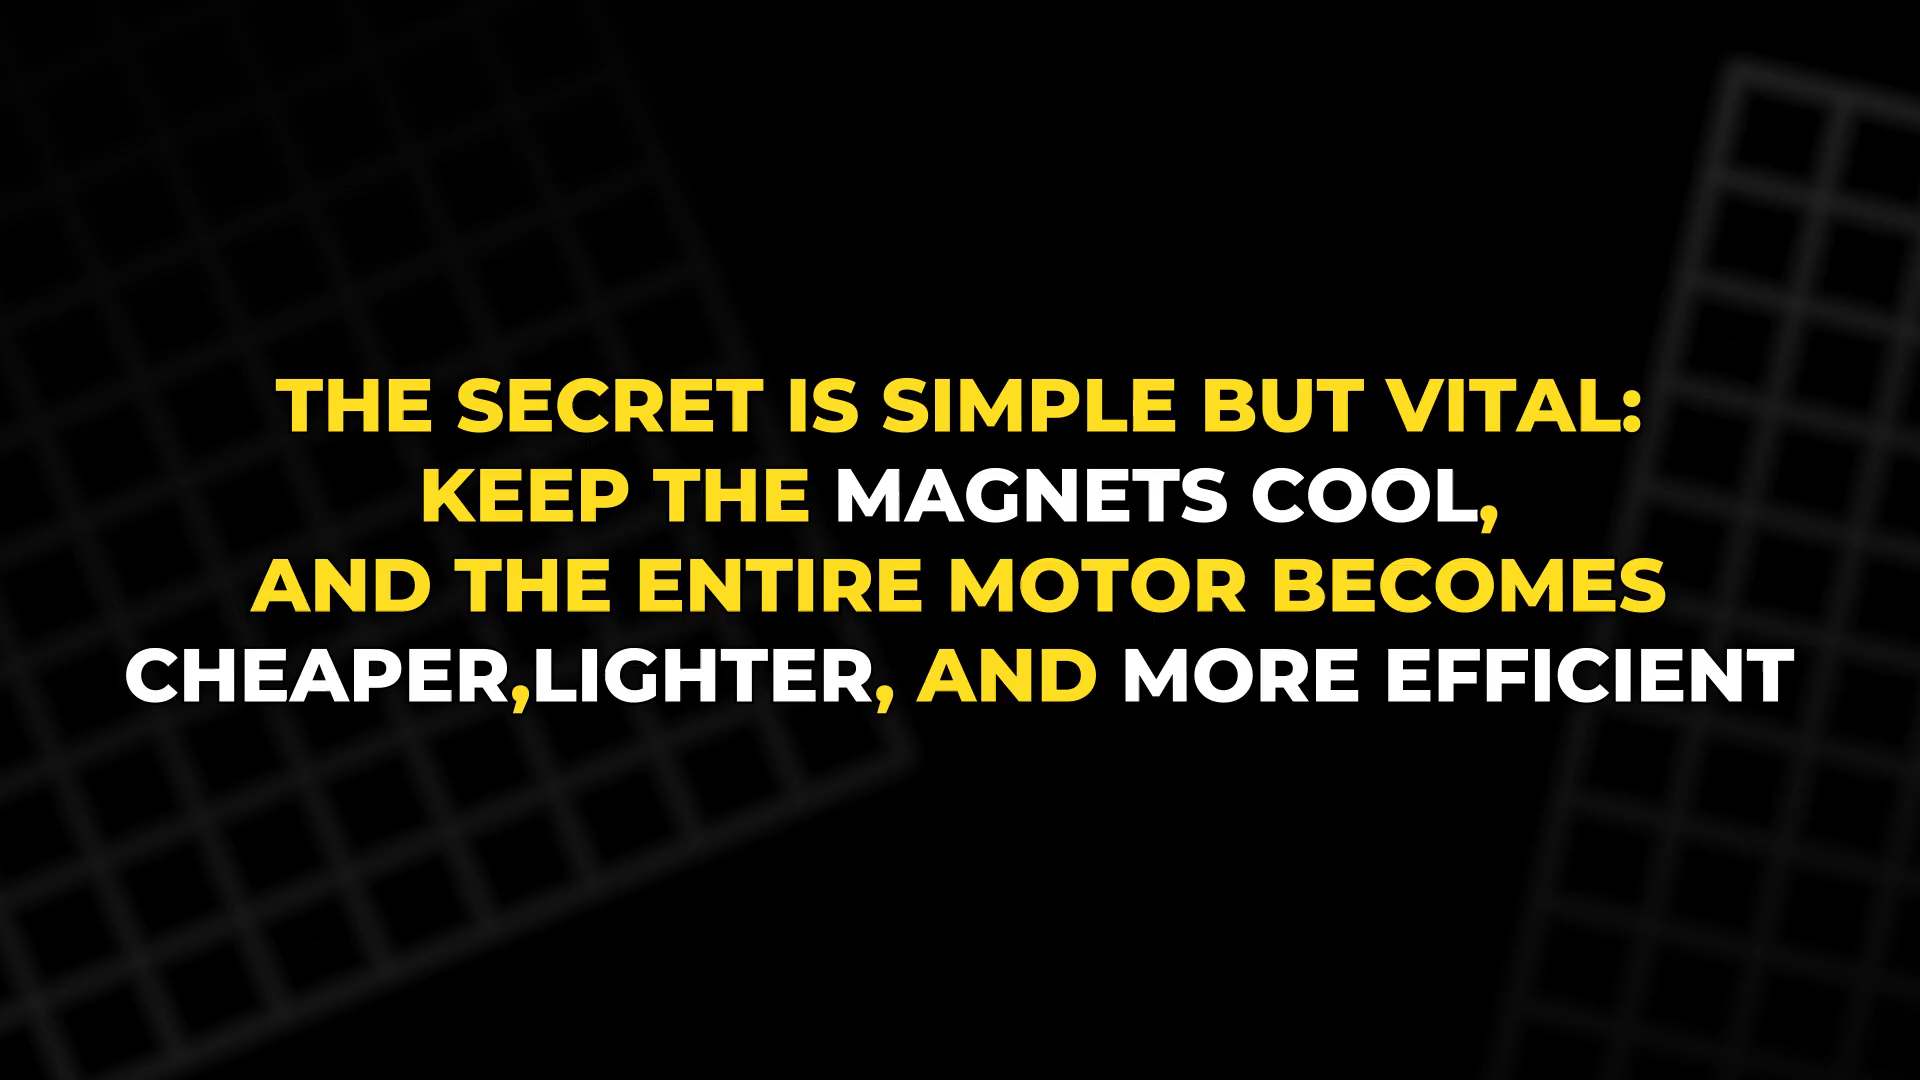 THE SECRET IS SIMPLE BUT VITAL:
KEEP THE MAGNETS COOL,
AND THE ENTIRE MOTOR BECOMES
CHEAPER,LIGHTER, AND MORE EFFICIENT